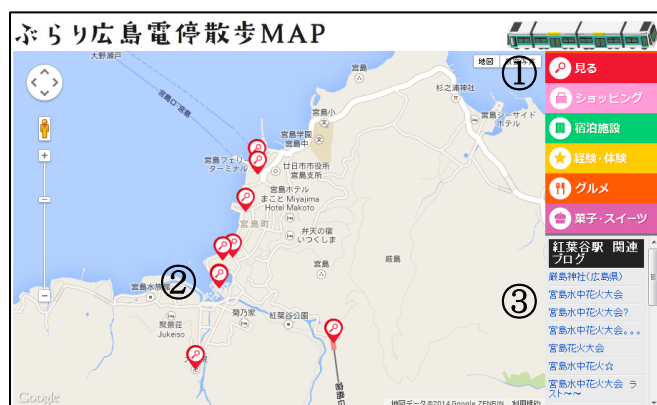 ぶらり広島電停散歩MAP
大野瀬戸
宮島口-宮島
宮島
地図
①
見る
杉之浦神社
ショッピング
宮島小
宮島学園
宮島中
宮島シーサイド
ホテル
宿泊施設
宮島フェリー
ターミナル
廿日市市役所
宮島支所
経験・体験
宮島ホテル
まこと Miyajima
Hotel Makoto
グルメ
宮島町
菓子・スイーツ
弁天の宿
いつくしま
紅葉谷駅 関連
ブログ
宮島
厳島
厳島神社(広島県)
②
宮島水族館
③
宮島水中花火大会
菊乃家
紅葉谷公園
宮島水中花火大会?
聚景荘
Jukeiso
宮島水中花火大会。。。
宮島花火大会
宮島水中花火☆
宮島水中花火大会 ラ
スト～～
Google
地図データ ©2014 Google, ZENRIN
利用規約